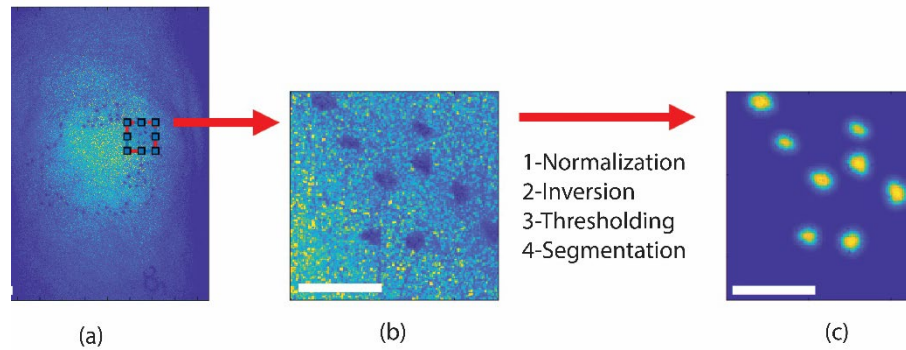 1-Normalization
2-Inversion
3-Thresholding
4-Segmentation
(a)
(b)
(c)